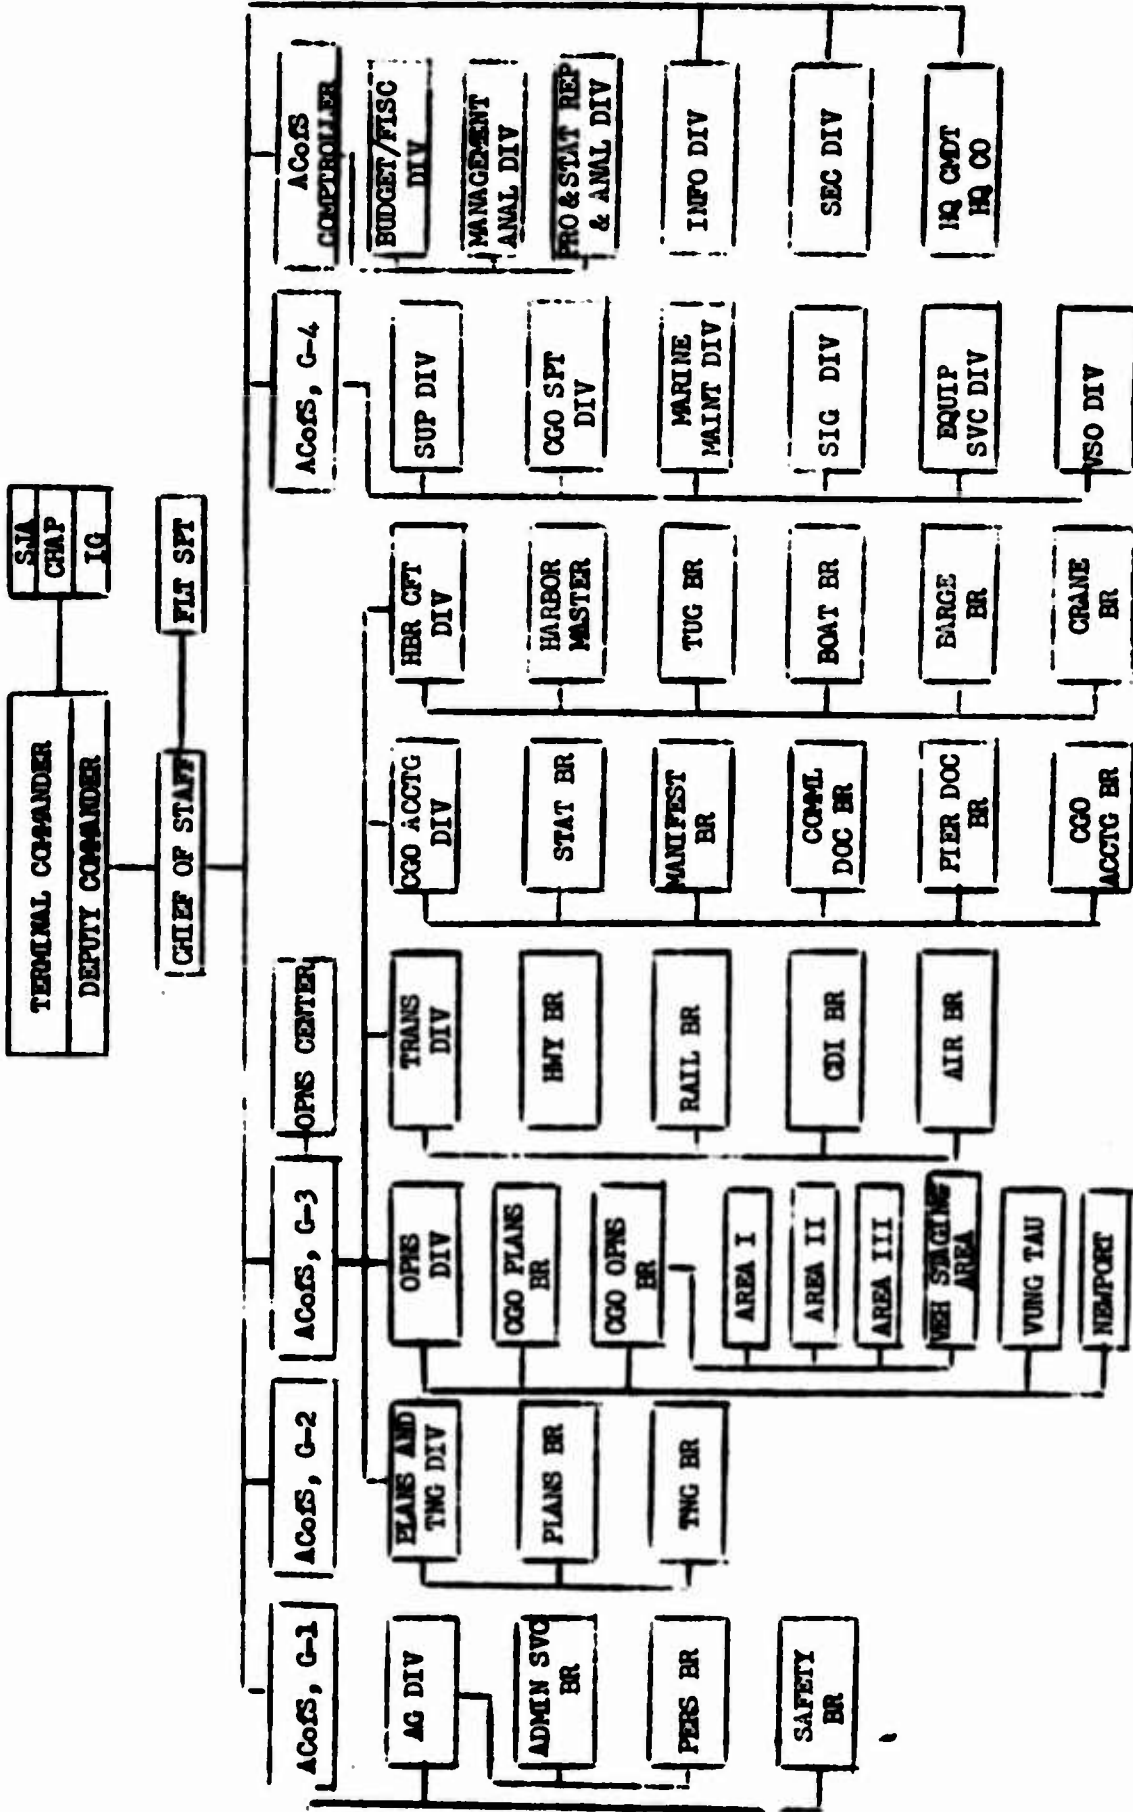 TERMINAL COMMANDER
DEPUTY COMMANDER
SJA
CHAP
IG
CHIEF OF STAFF
FLT SPT
ACofS, G-1
AG DIV
ADMIN SVC
BR
PERS BR
SAFETY
BR
ACofS, G-2
ACofS, G-3
OPNS CENTER
PLANS AND
TNG DIV
PLANS BR
TNG BR
OPNS
DIV
CGO PLANS
BR
CGO OPNS
BR
AREA I
AREA II
AREA III
VEH STAGING
AREA
VUNG TAU
NEWPORT
TRANS
DIV
HWY BR
RAIL BR
CDI BR
AIR BR
CGO ACCTG
DIV
STAT BR
MANIFEST
BR
COMML
DOC BR
PIER DOC
BR
CGO
ACCTG BR
HBR CFT
DIV
HARBOR
MASTER
TUG BR
BOAT BR
BARGE
BR
CRANE
BR
ACofS, G-4
SUP DIV
CGO SPT
DIV
MARINE
MAINT DIV
SIG DIV
EQUIP
SVC DIV
VSO DIV
ACofS
COMPTROLLER
BUDGET/FISC
DIV
MANAGEMENT
ANAL DIV
PRO & STAT REP
& ANAL DIV
INFO DIV
SEC DIV
HQ CMDT
HQ CO